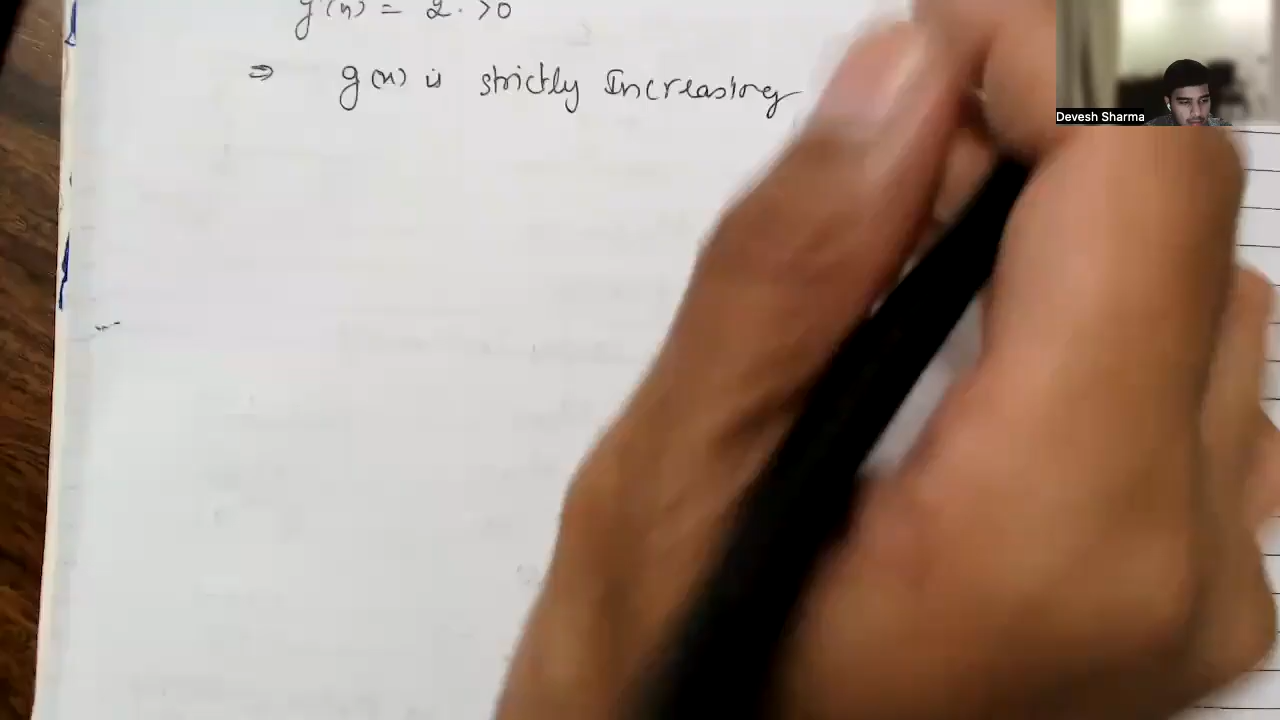 g'(x) = 2. >0
Devesh Sharma
⇒ g(x) is strictly Increasing